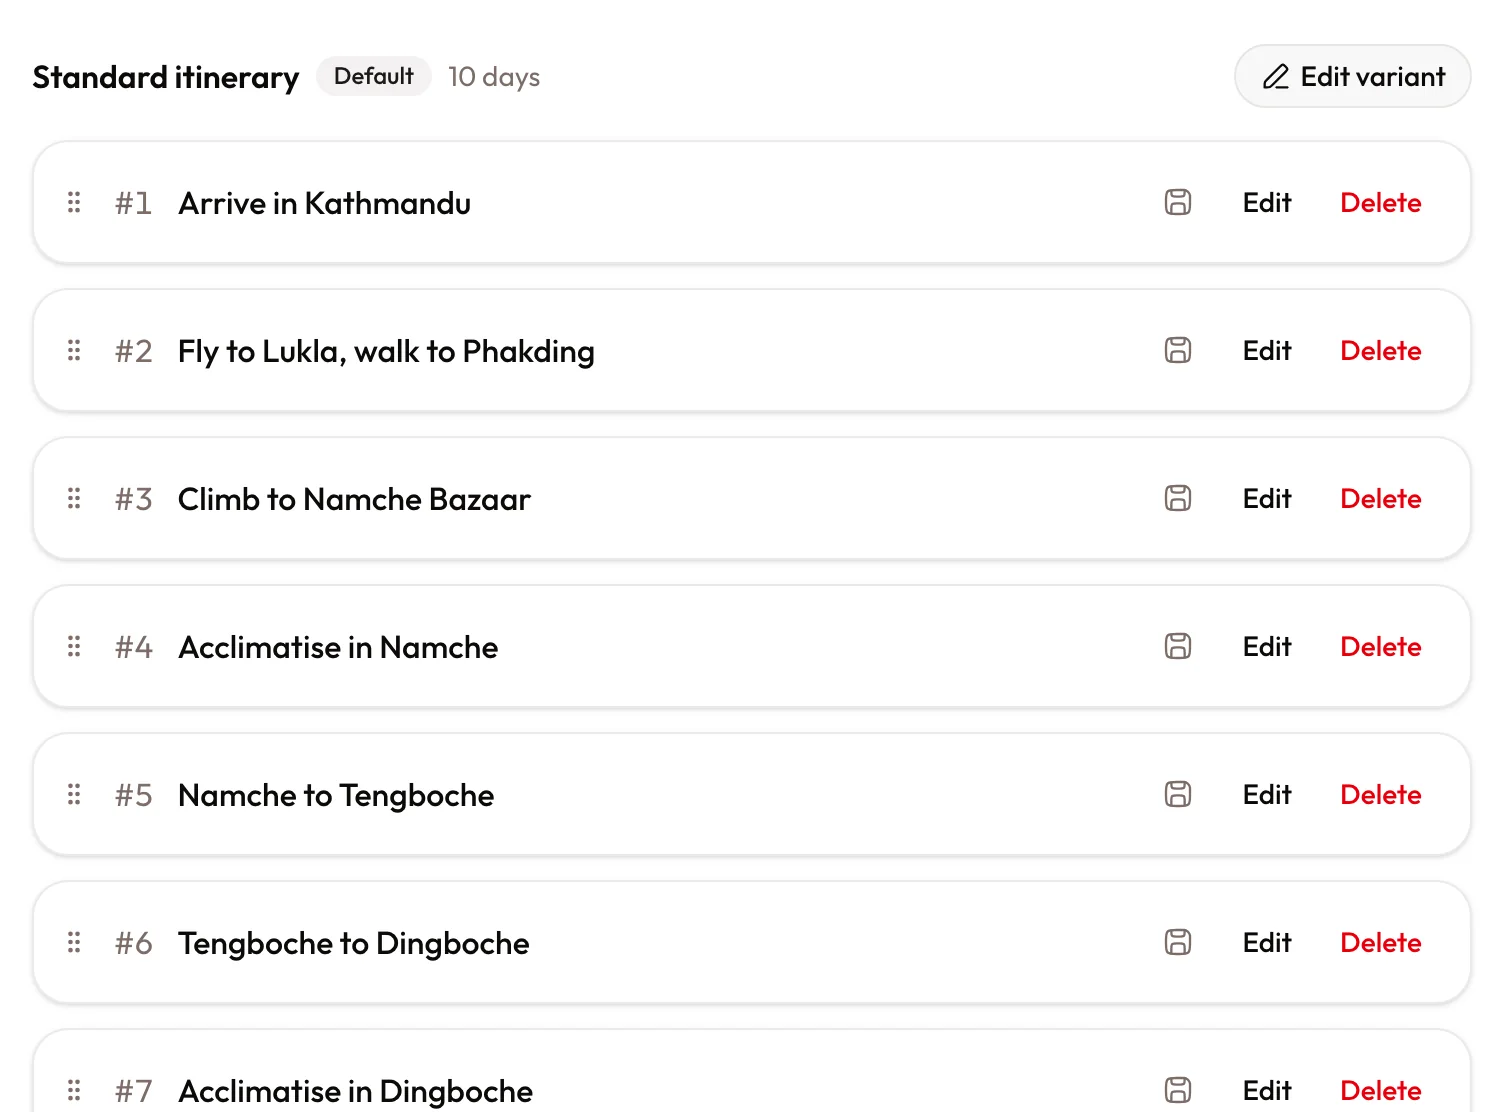 Standard itinerary Default 10 days Edit variant
#1 Arrive in Kathmandu Edit Delete
#2 Fly to Lukla, walk to Phakding Edit Delete
#3 Climb to Namche Bazaar Edit Delete
#4 Acclimatise in Namche Edit Delete
#5 Namche to Tengboche Edit Delete
#6 Tengboche to Dingboche Edit Delete
#7 Acclimatise in Dingboche Edit Delete